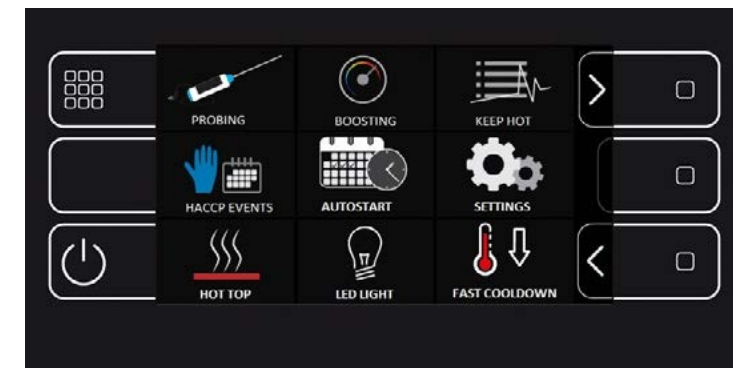 PROBING
BOOSTING
KEEP HOT
HACCP EVENTS
AUTOSTART
SETTINGS
HOT TOP
LED LIGHT
FAST COOLDOWN